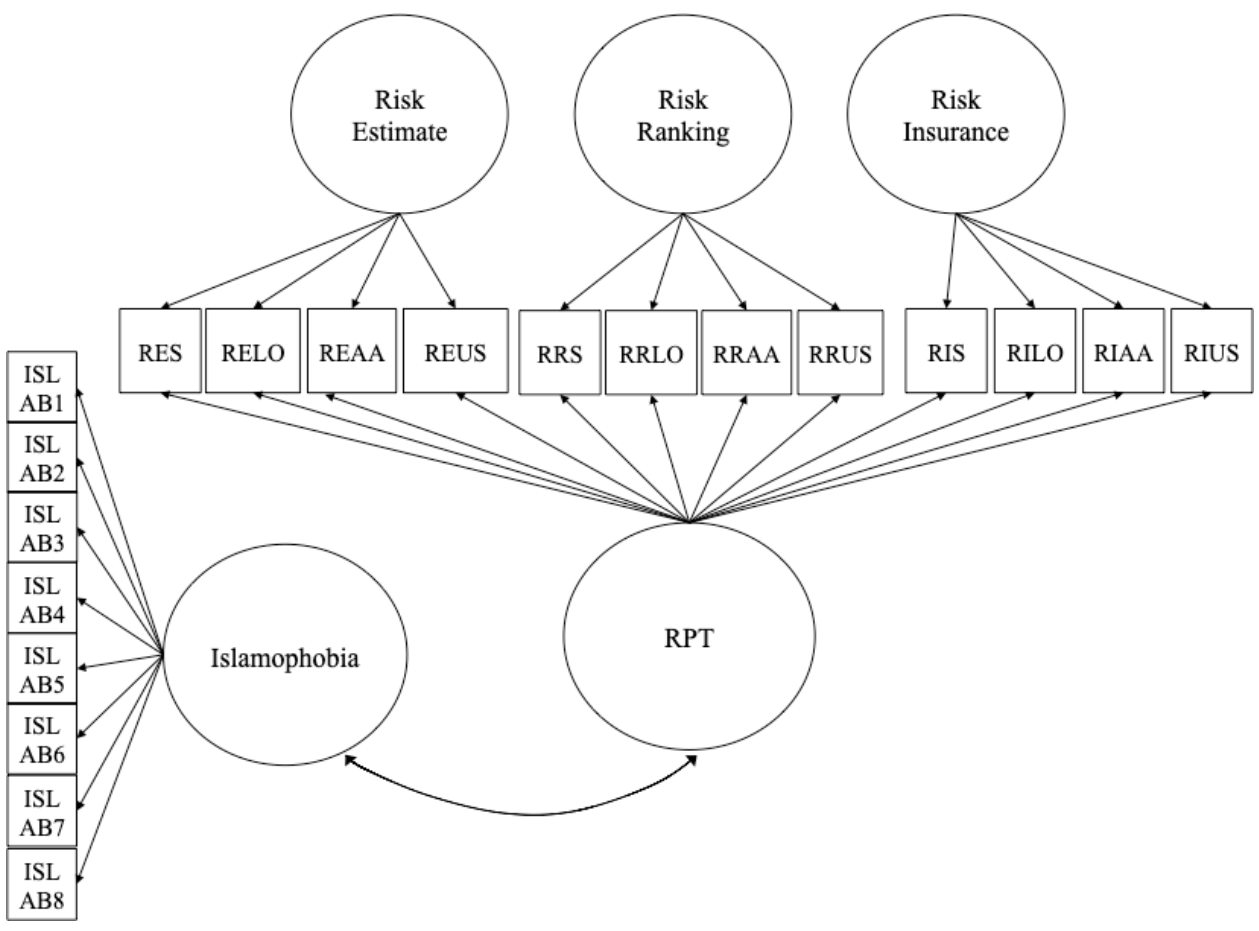 Risk
Estimate
Risk
Ranking
Risk
Insurance
RES
RELO
REAA
REUS
RRS
RRLO
RRAA
RRUS
RIS
RILO
RIAA
RIUS
ISL
AB1
ISL
AB2
ISL
AB3
ISL
AB4
ISL
AB5
ISL
AB6
ISL
AB7
ISL
AB8
Islamophobia
RPT